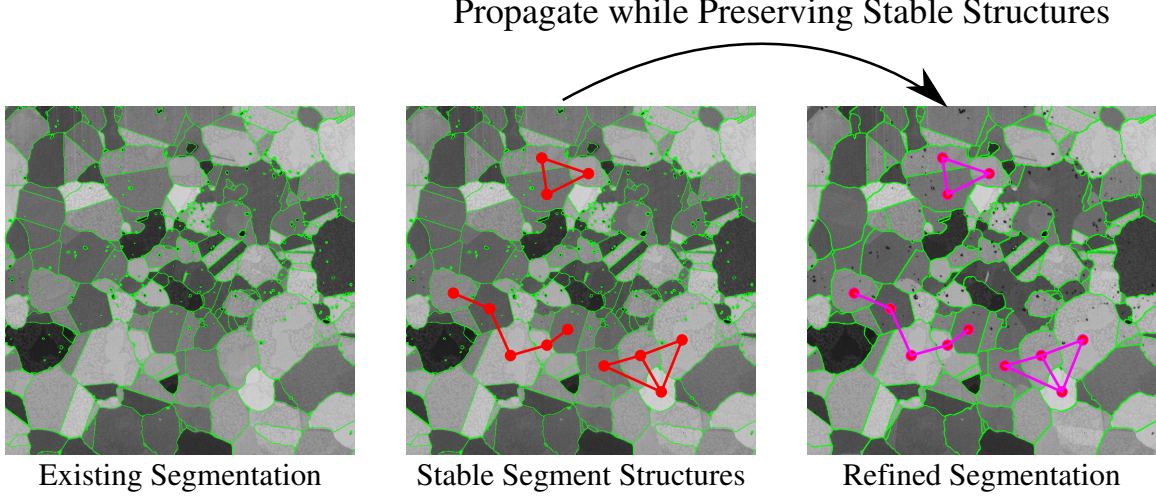 Propagate while Preserving Stable Structures
Existing Segmentation
Stable Segment Structures
Refined Segmentation